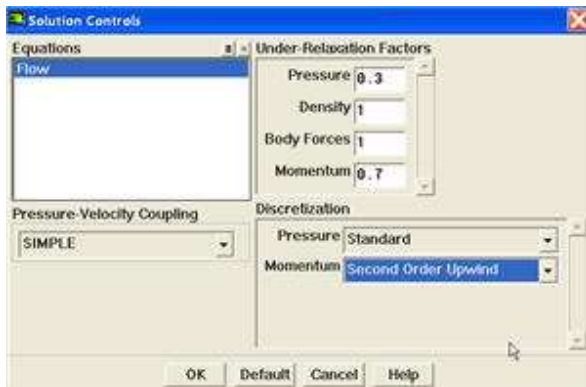 Solution Controls
Equations
Flow
Under-Relaxation Factors
Pressure 0.3
Density 1
Body Forces 1
Momentum 0.7
Pressure-Velocity Coupling
SIMPLE
Discretization
Pressure Standard
Momentum Second Order Upwind
OK Default Cancel Help